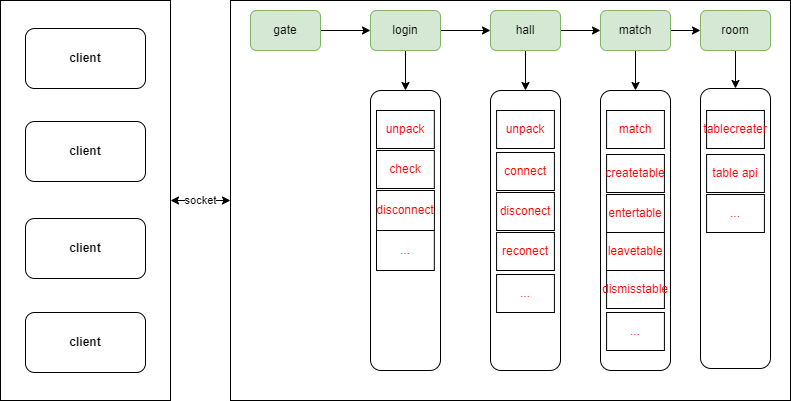 client
client
client
client
socket
gate
login
hall
match
room
unpack
check
disconnect
...
unpack
connect
disconect
reconect
...
match
createtable
entertable
leavetable
dismisstable
...
tablecreater
table api
...